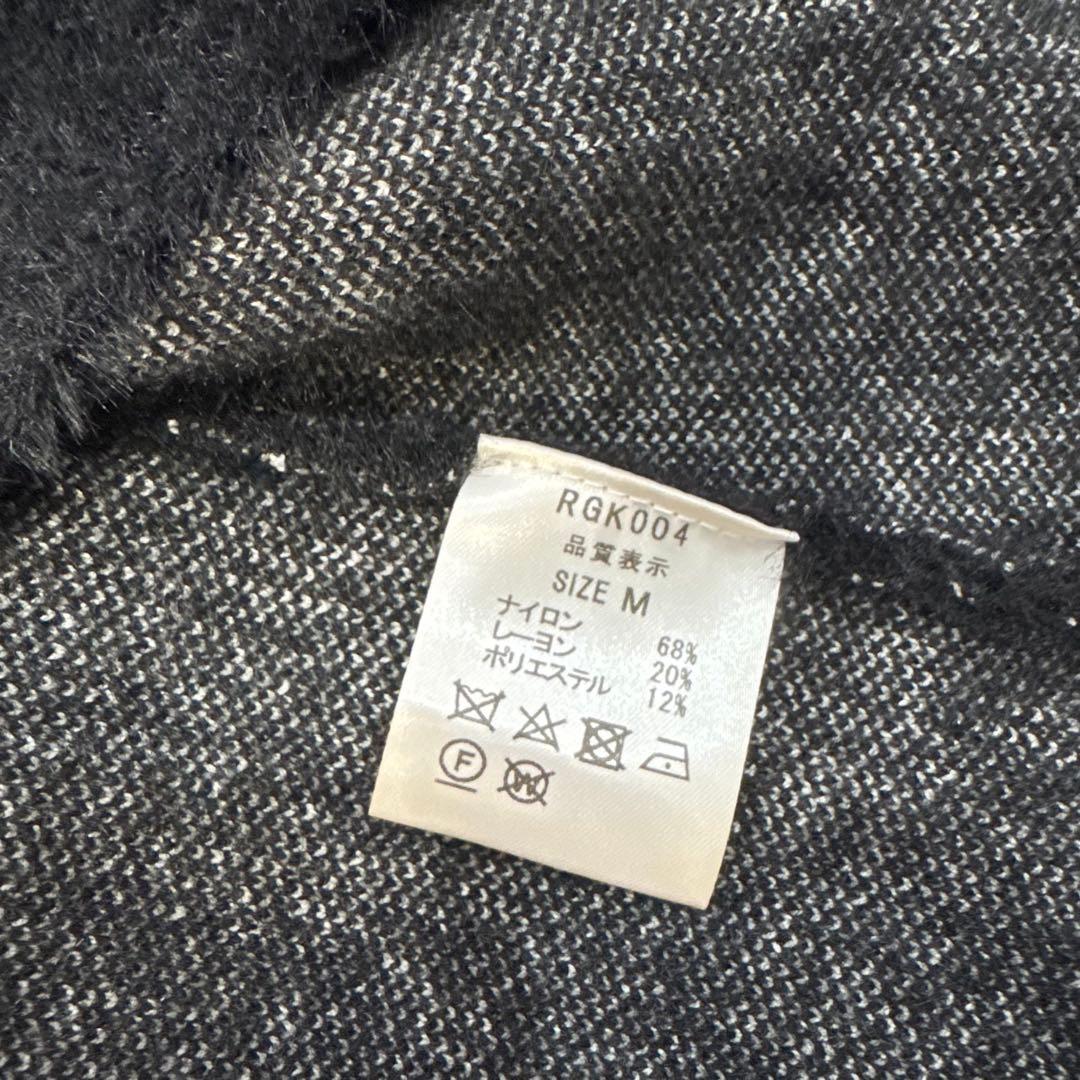 RGK004
品質表示
SIZE M
ナイロン 68%
レーヨン 20%
ポリエステル 12%
F
W